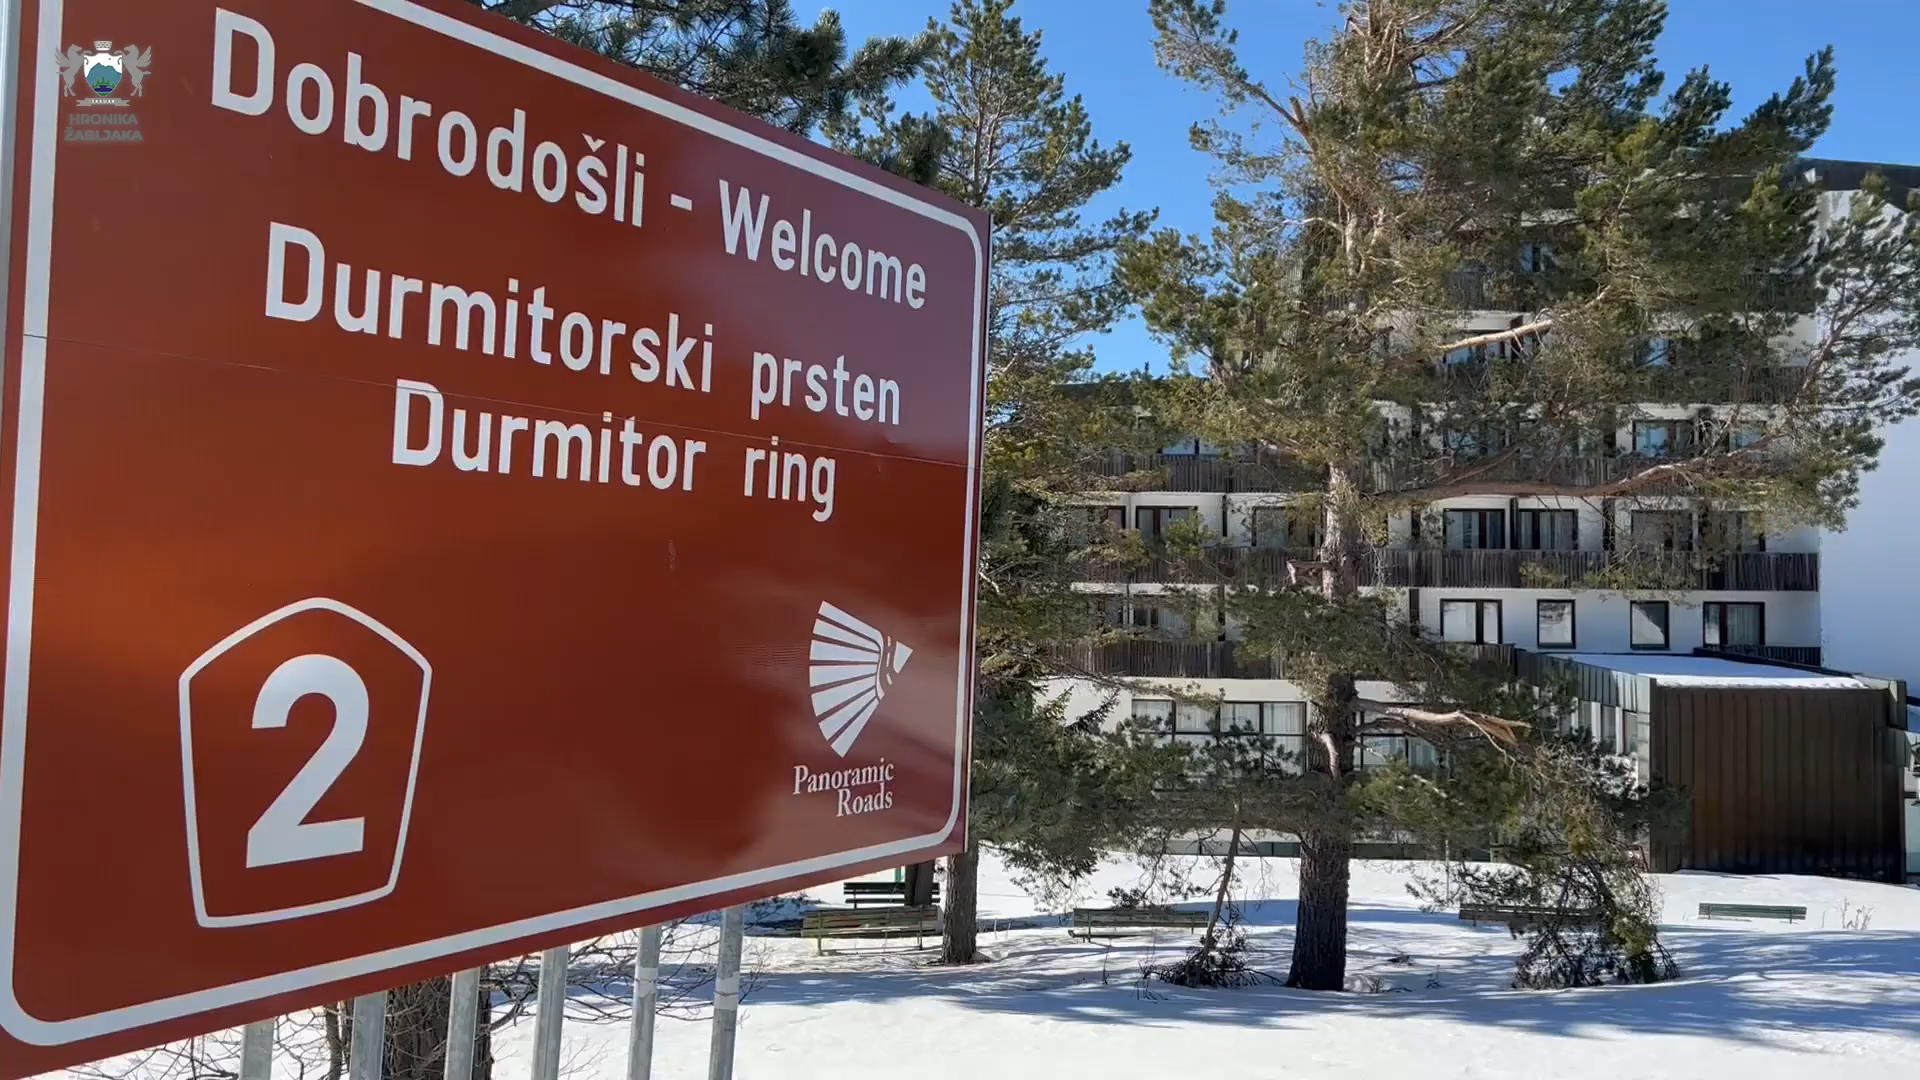 HRONIKA
ŽABLJAKA
Dobrodošli - Welcome
Durmitorski prsten
Durmitor ring
2
Panoramic
Roads